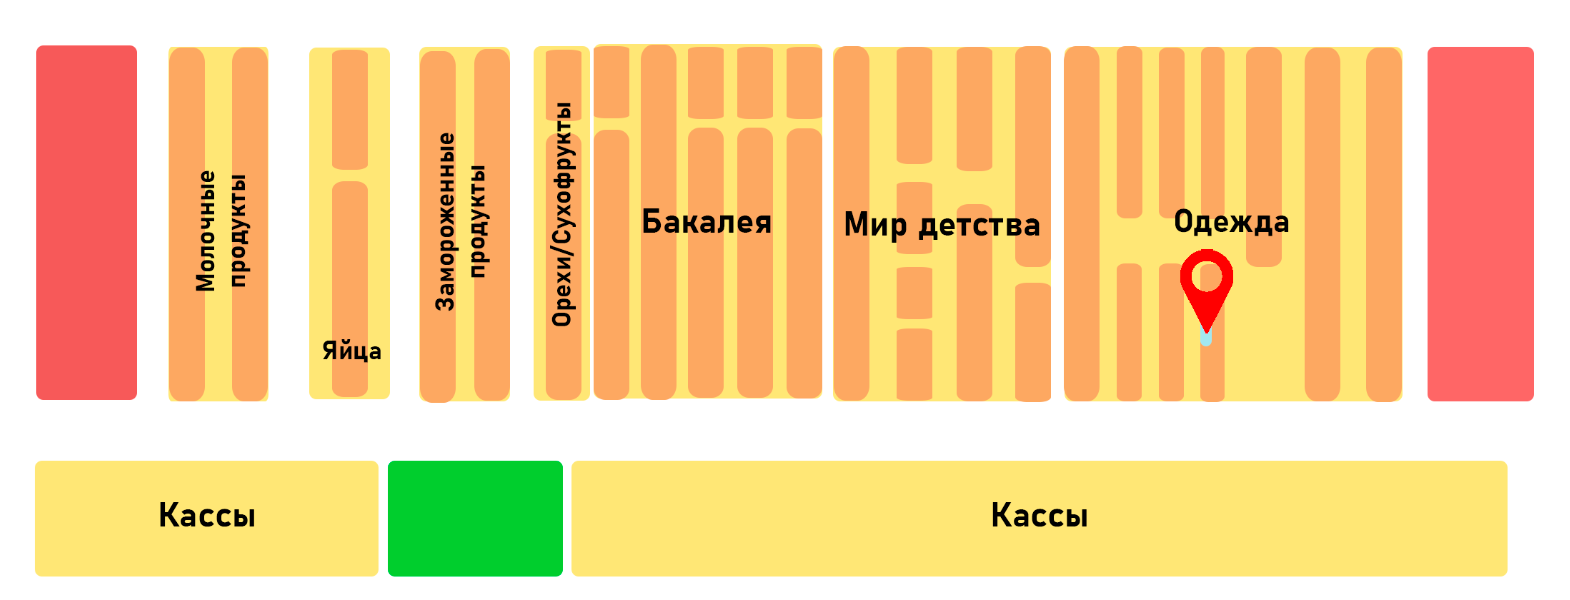 Молочные
продукты
Яйца
Замороженные
продукты
Орехи/Сухофрукты
Бакалея
Мир детства
Одежда
Кассы
Кассы